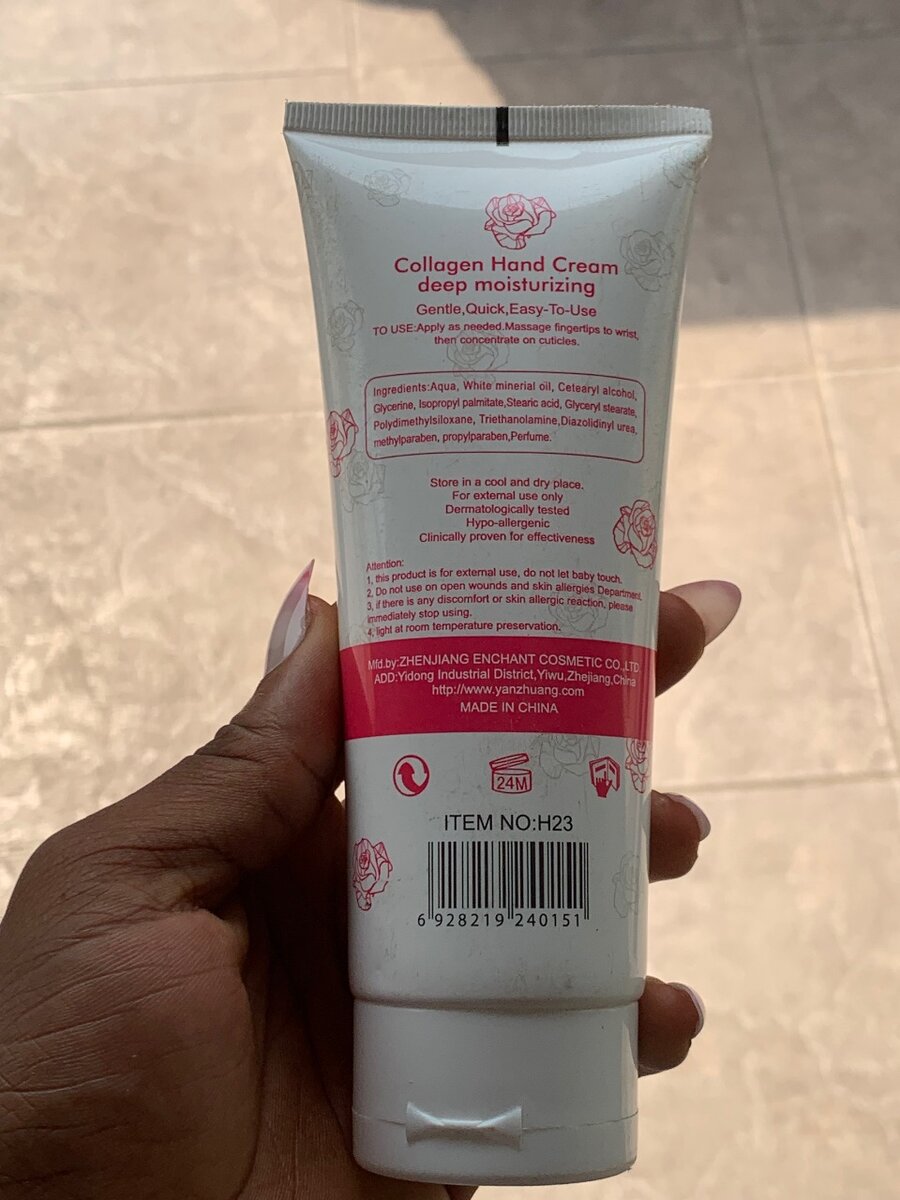 Collagen Hand Cream
deep moisturizing
Gentle,Quick,Easy-To-Use
TO USE:Apply as needed.Massage fingertips to wrist,
then concentrate on cuticles.
Ingredients:Aqua, White minerial oil, Cetearyl alcohol,
Glycerine, Isopropyl palmitate,Stearic acid, Glyceryl stearate,
Polydimethylsiloxane, Triethanolamine,Diazolidinyl urea,
methylparaben, propylparaben,Perfume.
Store in a cool and dry place.
For external use only
Dermatologically tested
Hypo-allergenic
Clinically proven for effectiveness
Attention:
1, this product is for external use, do not let baby touch.
2, Do not use on open wounds and skin allergies Department.
3, if there is any discomfort or skin allergic reaction, please
immediately stop using.
4, light at room temperature preservation.
Mfd.by:ZHENJIANG ENCHANT COSMETIC CO.,LTD.
ADD:Yidong Industrial District,Yiwu,Zhejiang,China
http://www.yanzhuang.com
MADE IN CHINA
24M
ITEM NO:H23
6 928219 240151